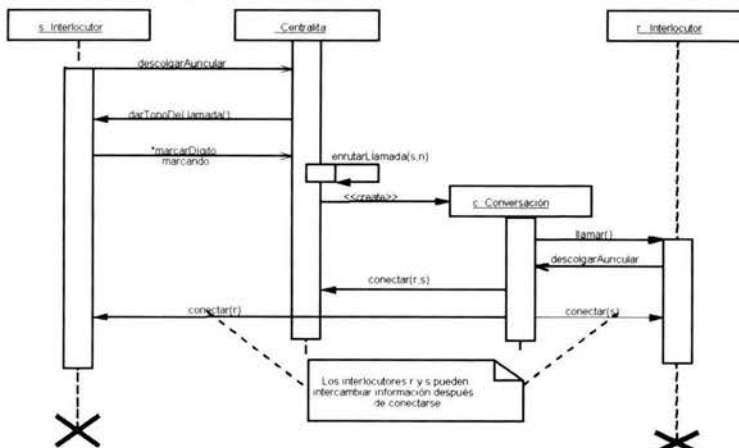 s: Interlocutor
: Centralita
r: Interlocutor
descolgarAuricular
darTonoDeLlamada()
*marcarDígito
marcando
enrutarLlamada(s,n)
<<create>>
c: Conversación
llamar()
descolgarAuricular
conectar(r,s)
conectar(r)
conectar(s)
Los interlocutores r y s pueden
intercambiar información después
de conectarse